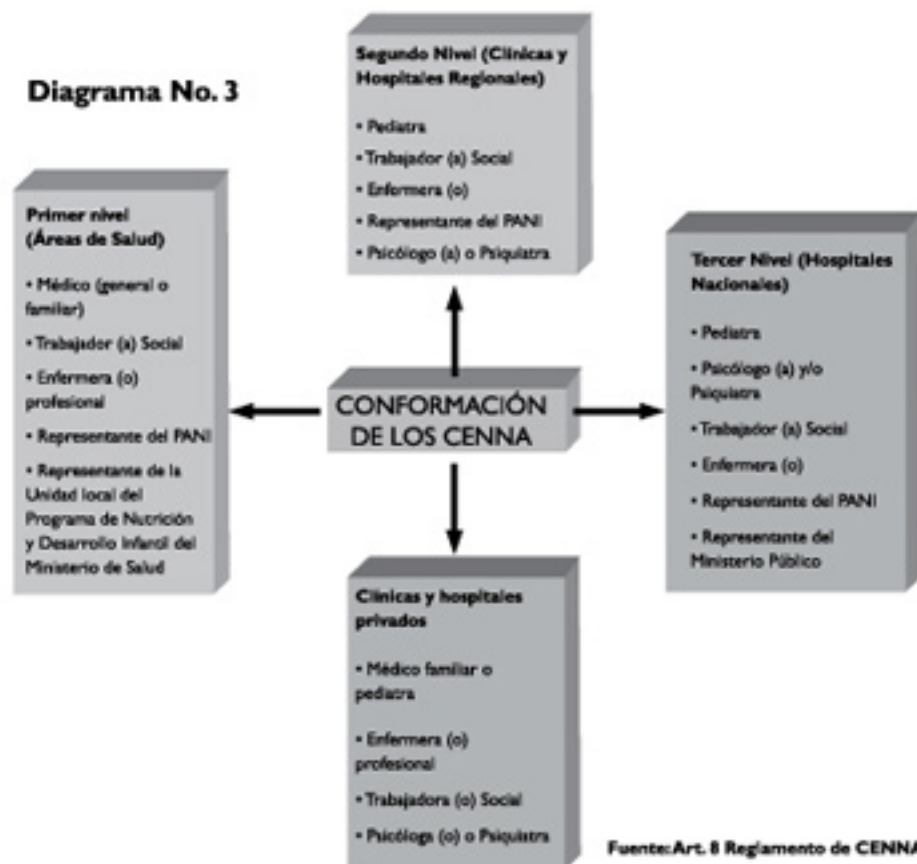 Diagrama No. 3
Segundo Nivel (Clínicas y
Hospitales Regionales)
• Pediatra
• Trabajador (a) Social
• Enfermera (o)
• Representante del PANI
• Psicólogo (a) o Psiquiatra
Primer nivel
(Áreas de Salud)
• Médico (general o
familiar)
• Trabajador (a) Social
• Enfermera (o)
profesional
• Representante del PANI
• Representante de la
Unidad local del
Programa de Nutrición
y Desarrollo Infantil del
Ministerio de Salud
CONFORMACIÓN
DE LOS CENNA
Tercer Nivel (Hospitales
Nacionales)
• Pediatra
• Psicólogo (a) y/o
Psiquiatra
• Trabajador (a) Social
• Enfermera (o)
• Representante del PANI
• Representante del
Ministerio Público
Clínicas y hospitales
privados
• Médico familiar o
pediatra
• Enfermera (o)
profesional
• Trabajadora (o) Social
• Psicóloga (o) o Psiquiatra
Fuente: Art. 8 Reglamento de CENNA